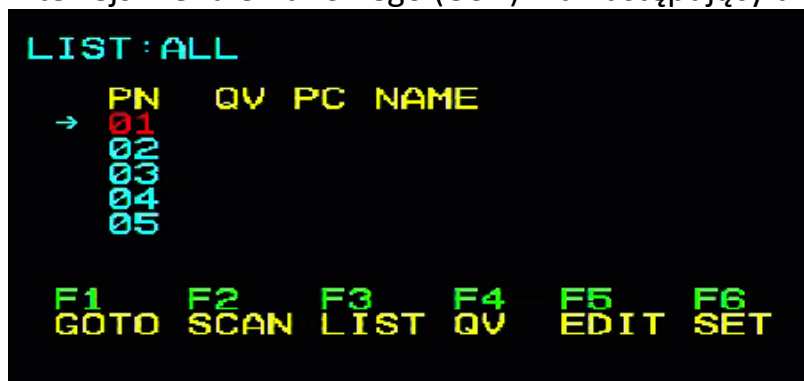 LIST:ALL
PN QV PC NAME
→ 01
02
03
04
05
F1 F2 F3 F4 F5 F6
GOTO SCAN LIST QV EDIT SET